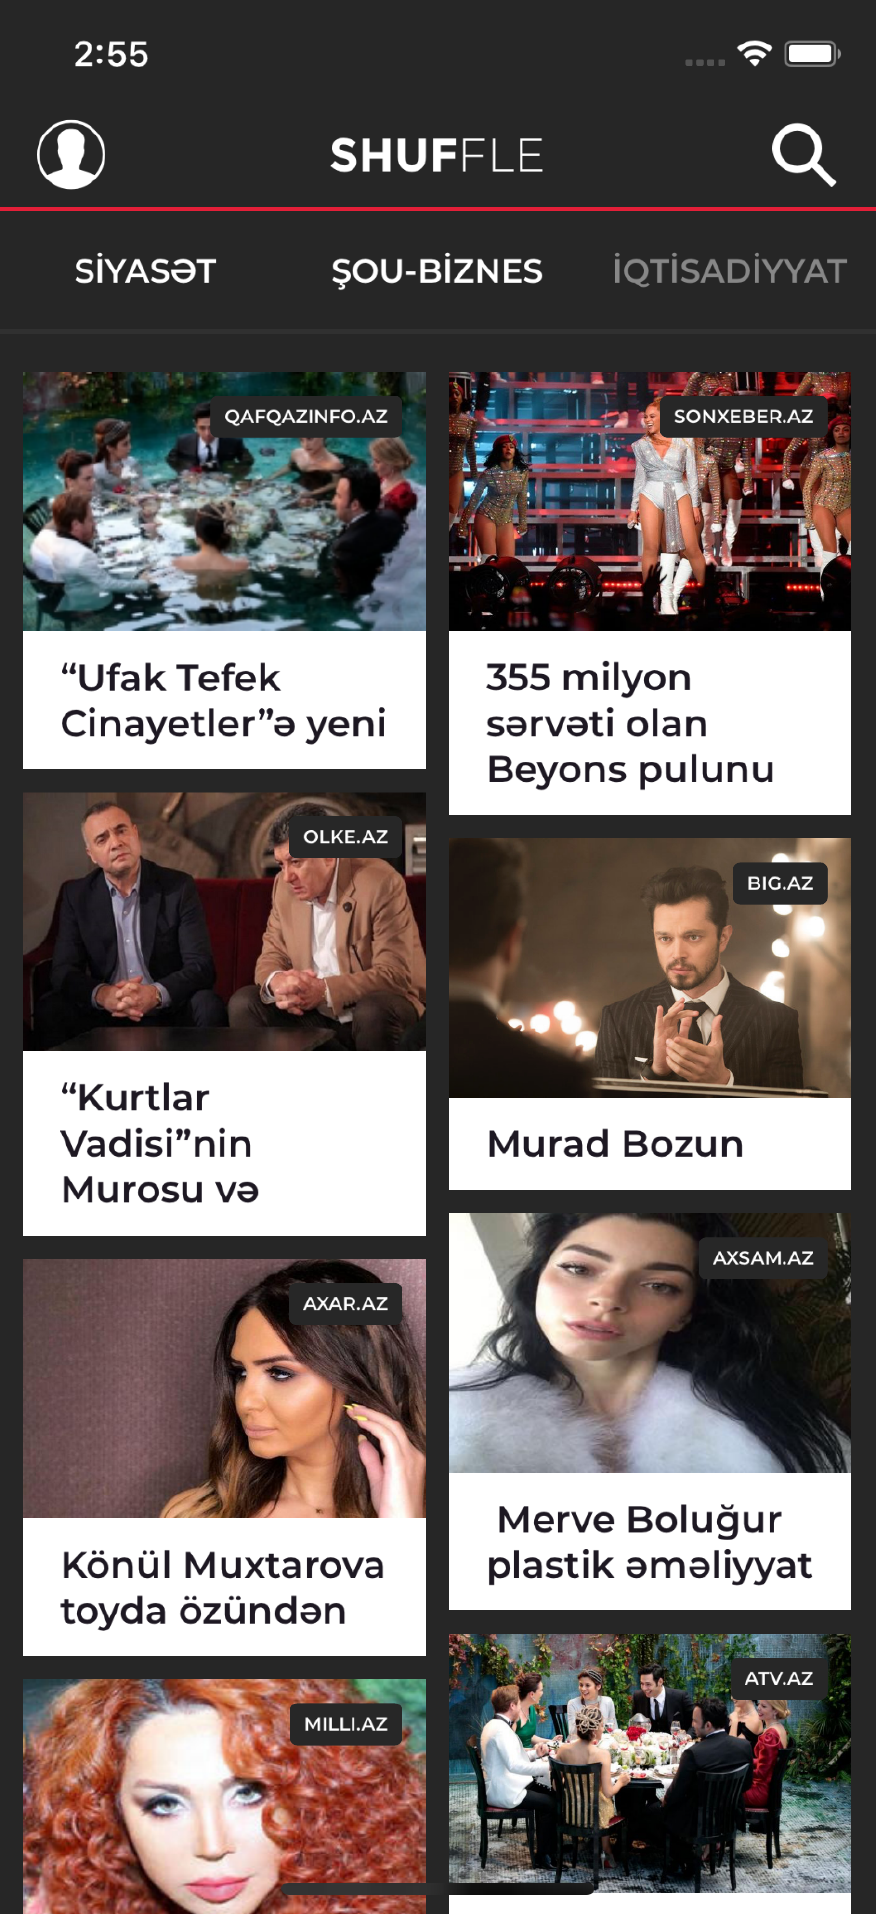 2:55
SHUFFLE
SİYASƏT
ŞOU-BİZNES
İQTİSADİYYAT
QAFQAZINFO.AZ
“Ufak Tefek
Cinayetler”ə yeni
SONXEBER.AZ
355 milyon
sərvəti olan
Beyons pulunu
OLKE.AZ
“Kurtlar
Vadisi”nin
Murosu və
BIG.AZ
Murad Bozun
AXAR.AZ
Könül Muxtarova
toyda özündən
AXSAM.AZ
Merve Boluğur
plastik əməliyyat
MILLI.AZ
ATV.AZ